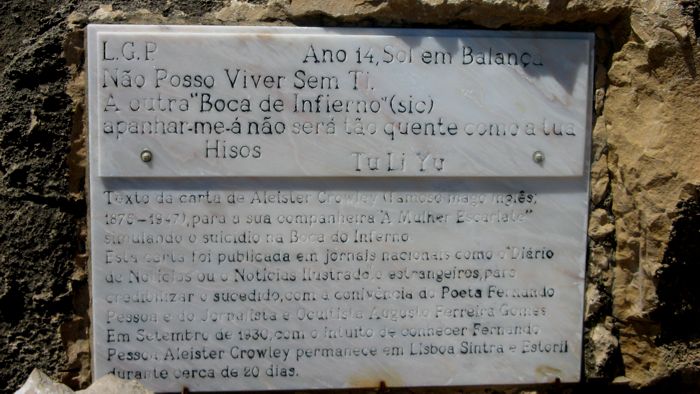 L.G.P. Ano 14, Sol em Balança
Não Posso Viver Sem Ti.
A outra "Boca de Infierno" (sic)
apanhar-me-á não será tão quente como a tua
Hisos Tu Li Yu
Texto da carta de Aleister Crowley (famoso mago inglês;
1875-1947), para a sua companheira "A Mulher Escarlate"
simulando o suicídio na Boca do Inferno.
Esta carta foi publicada em jornais nacionais como o "Diário
de Notícios ou o Notícias Ilustrado e estrangeiros, para
credibilizar o sucedido, com a conivência do Poeta Fernando
Pessoa e do Jornalista e Ocultista Augusto Ferreira Gomes
Em Setembro de 1930, com o intuito de conhecer Fernando
Pessoa Aleister Crowley permanece em Lisboa Sintra e Estoril
durante cerca de 20 dias.